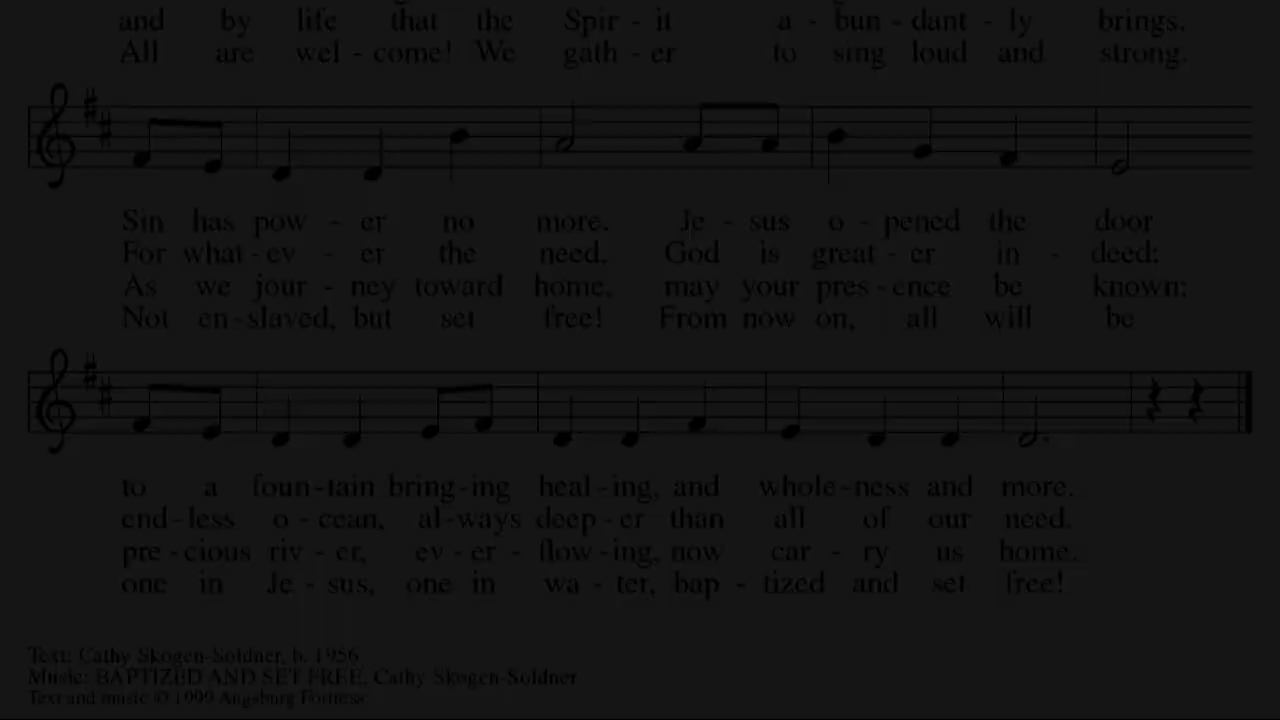 and by life that the Spir - it a - bun - dant - ly brings.
All are wel - come! We gath - er to sing loud and strong.
Sin has pow - er no more. Je - sus o - pened the door
For what - ev - er the need, God is great - er in - deed:
As we jour - ney toward home, may your pres - ence be known:
Not en - slaved, but set free! From now on, all will be
to a foun - tain bring - ing heal - ing, and whole - ness and more.
end - less o - cean, al - ways deep - er than all of our need.
pre - cious riv - er, ev - er - flow - ing, now car - ry us home.
one in Je - sus, one in wa - ter, bap - tized and set free!
Text: Cathy Skogen-Soldner, b. 1956
Music: BAPTIZED AND SET FREE, Cathy Skogen-Soldner
Text and music © 1999 Augsburg Fortress